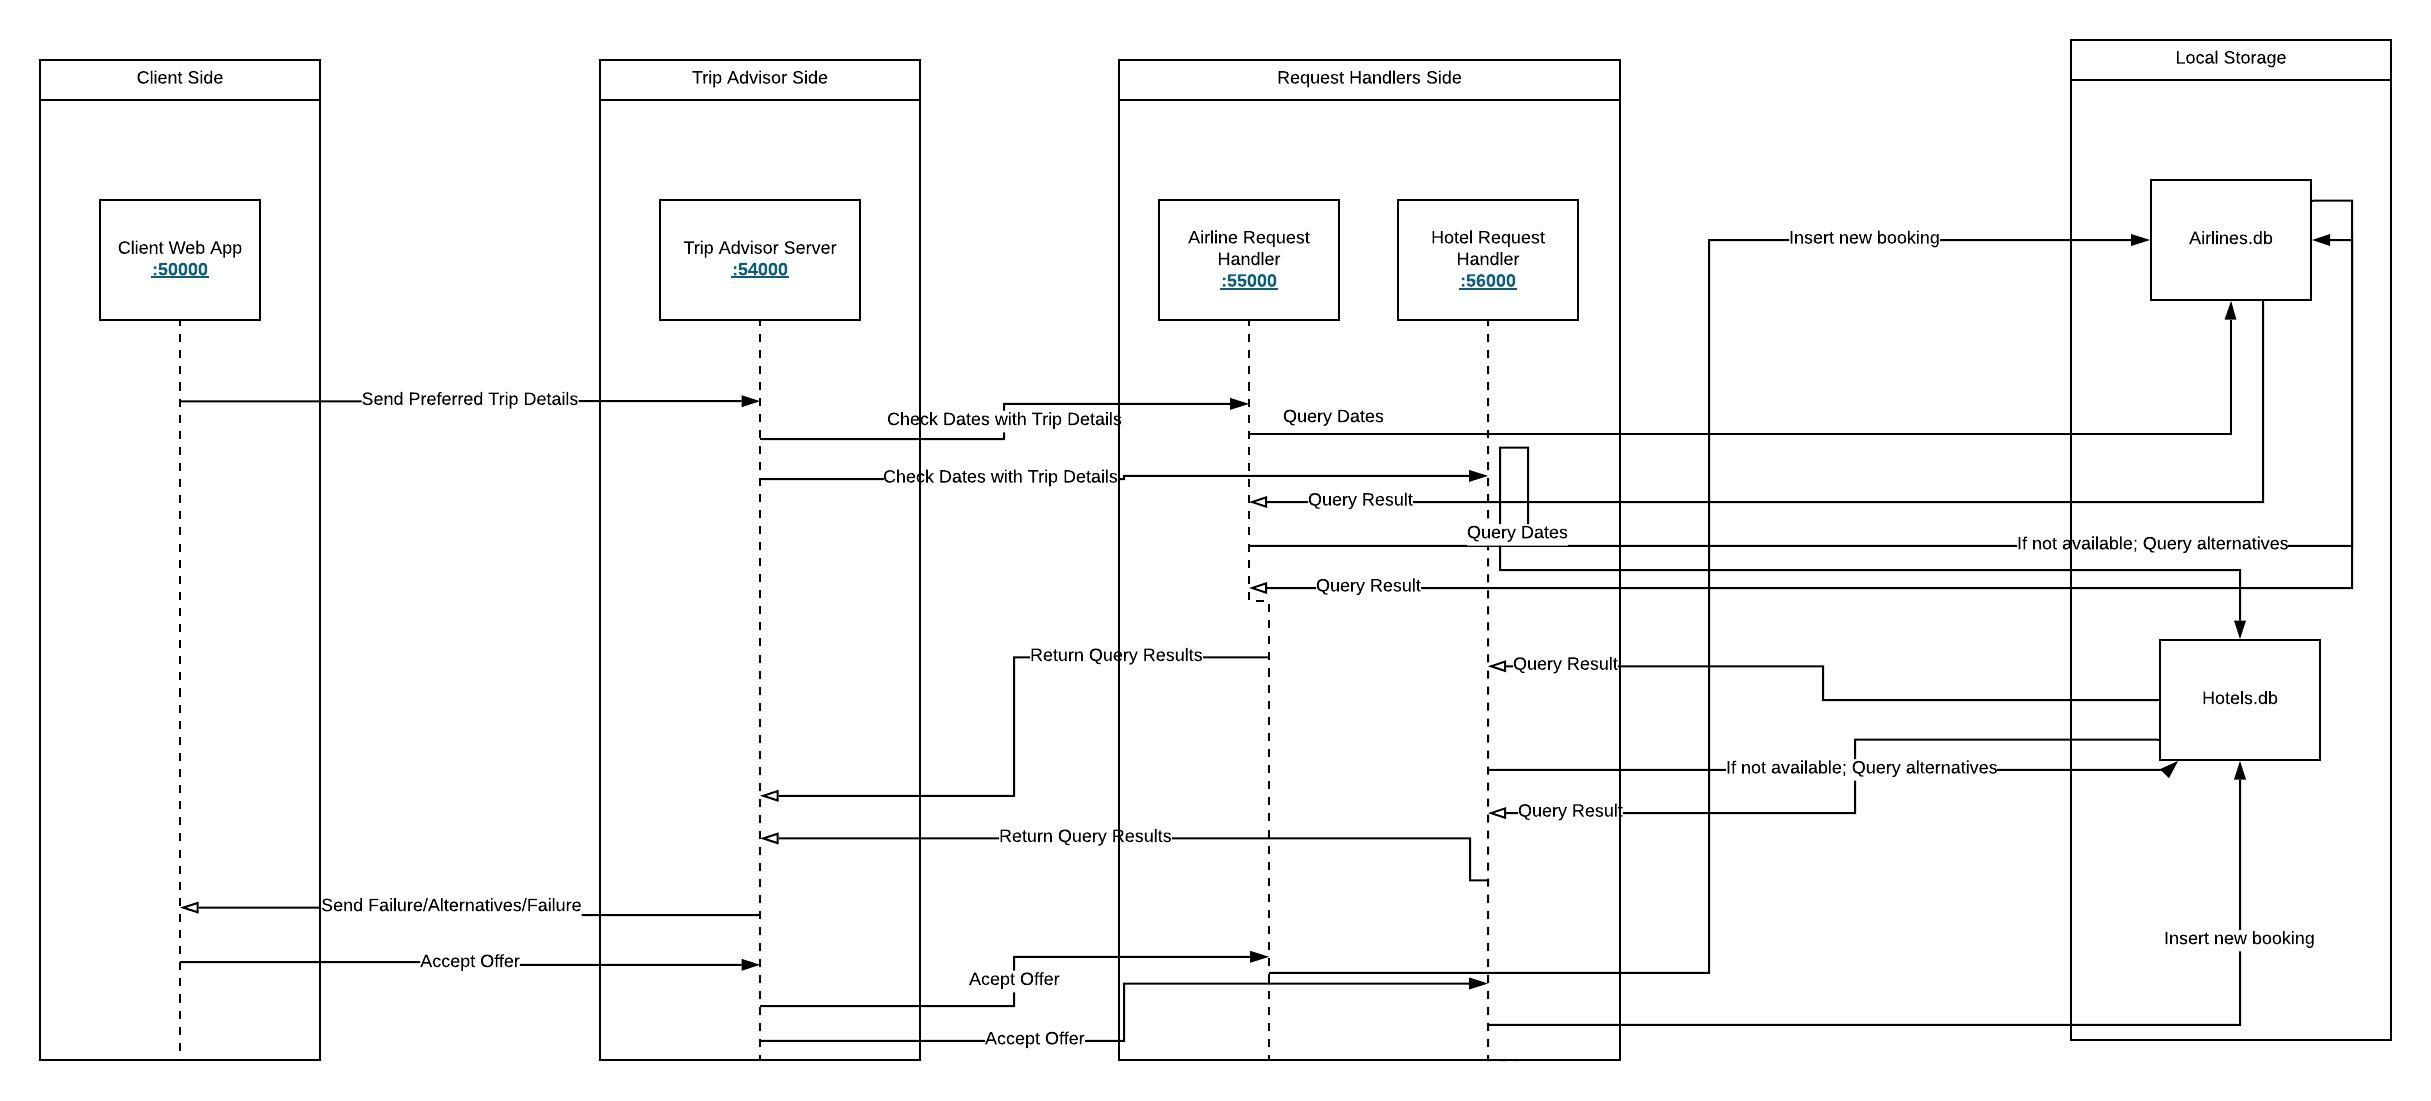 Client Side
Trip Advisor Side
Request Handlers Side
Local Storage
Client Web App
:50000
Trip Advisor Server
:54000
Airline Request
Handler
:55000
Hotel Request
Handler
:56000
Insert new booking
Airlines.db
Send Preferred Trip Details
Check Dates with Trip Details
Query Dates
Check Dates with Trip Details
Query Result
Query Dates
If not available; Query alternatives
Query Result
Return Query Results
Query Result
Hotels.db
If not available; Query alternatives
Query Result
Return Query Results
Send Failure/Alternatives/Failure
Accept Offer
Insert new booking
Acept Offer
Accept Offer